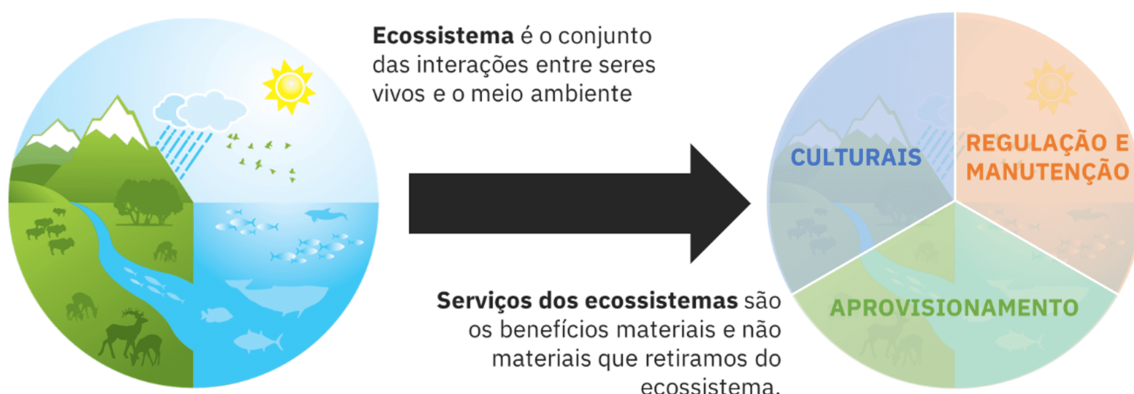 Ecossistema é o conjunto
das interações entre seres
vivos e o meio ambiente
Serviços dos ecossistemas são
os benefícios materiais e não
materiais que retiramos do
ecossistema.
CULTURAIS
REGULAÇÃO E
MANUTENÇÃO
APROVISIONAMENTO